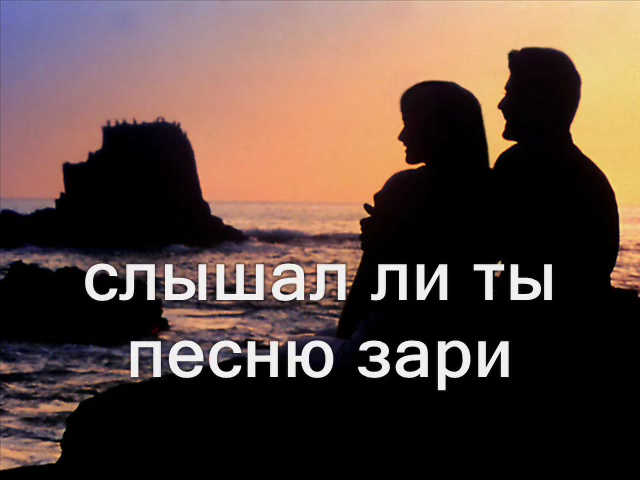 слышал ли ты
песню зари